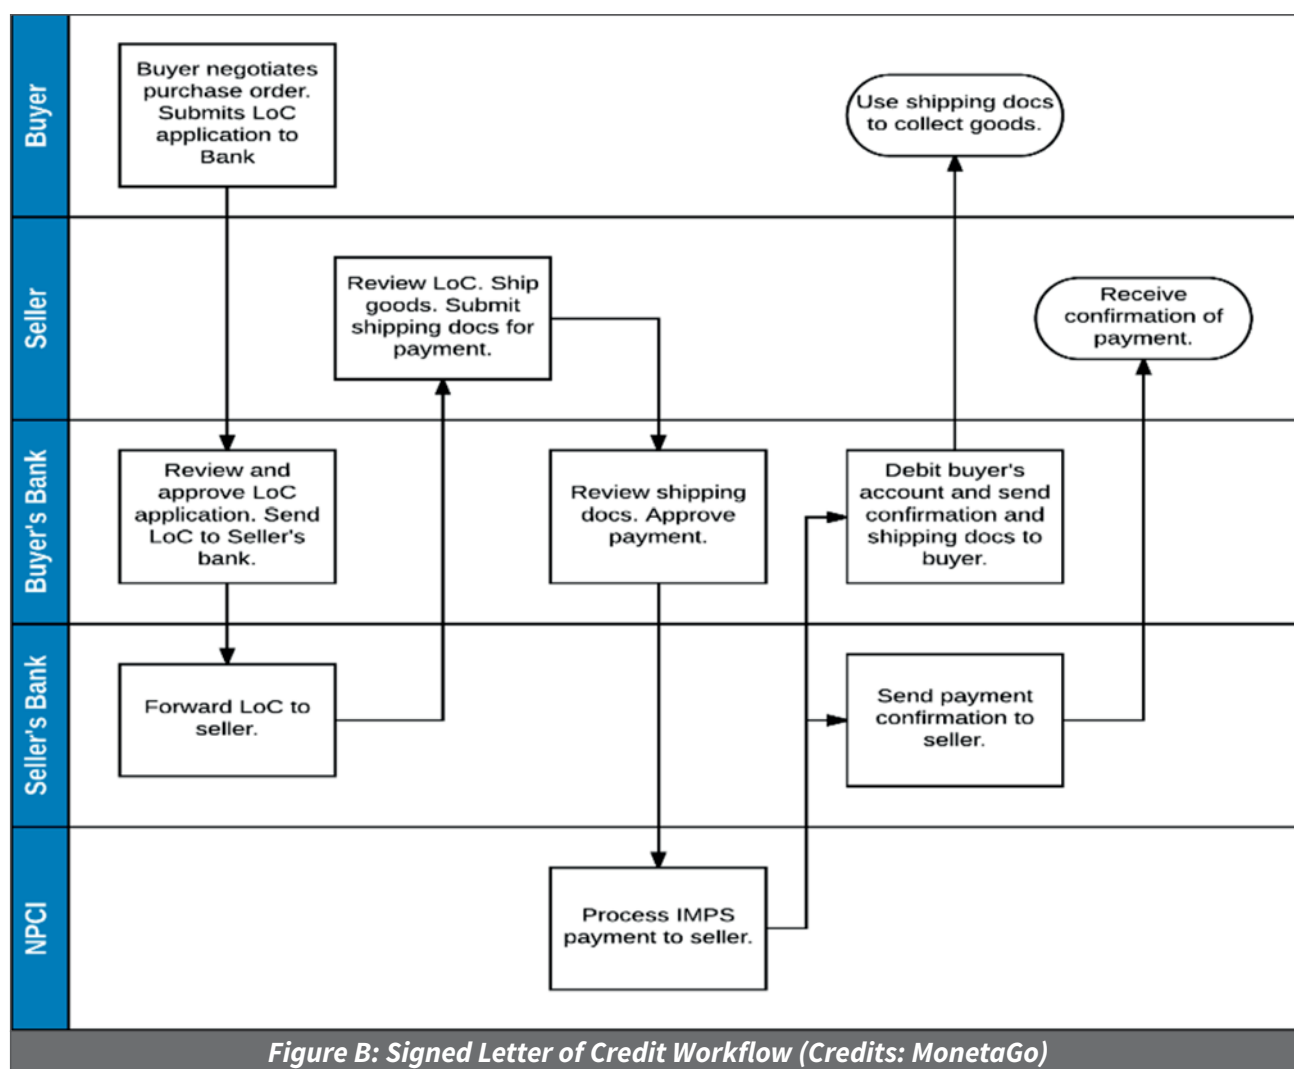 Buyer
Buyer negotiates
purchase order.
Submits LoC
application to
Bank
Use shipping docs
to collect goods.
Seller
Review LoC. Ship
goods. Submit
shipping docs for
payment.
Receive
confirmation of
payment.
Buyer's Bank
Review and
approve LoC
application. Send
LoC to Seller's
bank.
Review shipping
docs. Approve
payment.
Debit buyer's
account and send
confirmation and
shipping docs to
buyer.
Seller's Bank
Forward LoC to
seller.
Send payment
confirmation to
seller.
NPCI
Process IMPS
payment to seller.
Figure B: Signed Letter of Credit Workflow (Credits: MonetaGo)